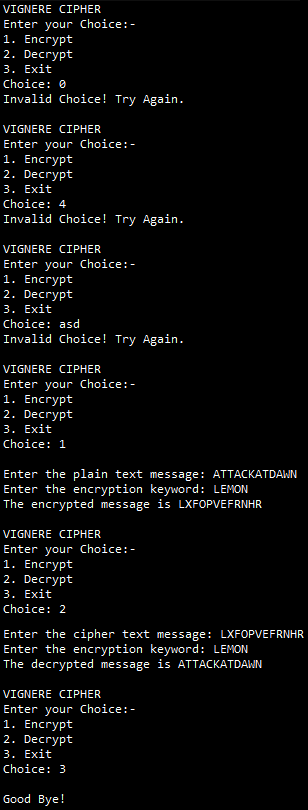 VIGNERE CIPHER
Enter your Choice:-
1. Encrypt
2. Decrypt
3. Exit
Choice: 0
Invalid Choice! Try Again.
VIGNERE CIPHER
Enter your Choice:-
1. Encrypt
2. Decrypt
3. Exit
Choice: 4
Invalid Choice! Try Again.
VIGNERE CIPHER
Enter your Choice:-
1. Encrypt
2. Decrypt
3. Exit
Choice: asd
Invalid Choice! Try Again.
VIGNERE CIPHER
Enter your Choice:-
1. Encrypt
2. Decrypt
3. Exit
Choice: 1
Enter the plain text message: ATTACKATDAWN
Enter the encryption keyword: LEMON
The encrypted message is LXFOPVEFRNHR
VIGNERE CIPHER
Enter your Choice:-
1. Encrypt
2. Decrypt
3. Exit
Choice: 2
Enter the cipher text message: LXFOPVEFRNHR
Enter the encryption keyword: LEMON
The decrypted message is ATTACKATDAWN
VIGNERE CIPHER
Enter your Choice:-
1. Encrypt
2. Decrypt
3. Exit
Choice: 3
Good Bye!